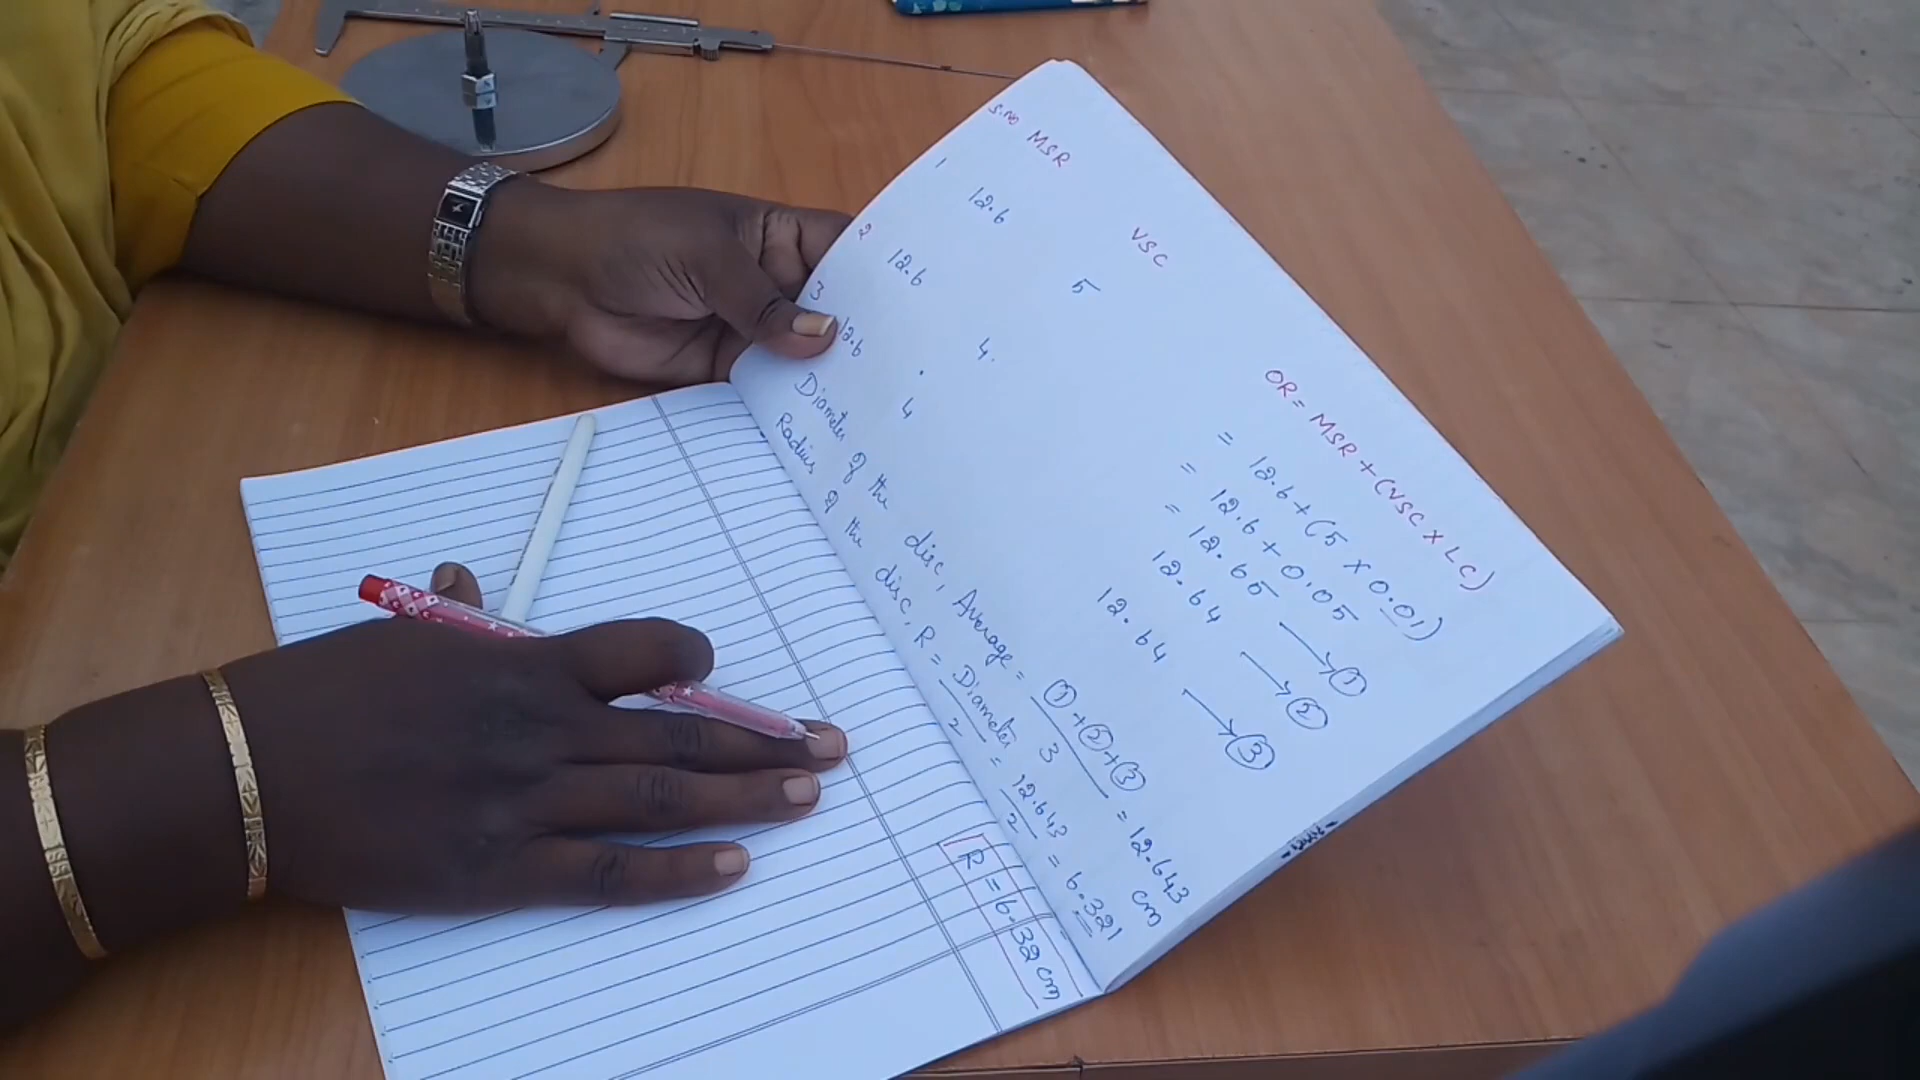 S.No MSR VSC OR = MSR + (VSC x LC)
1 12.6 5 = 12.6 + (5 x 0.01)
= 12.6 + 0.05
= 12.65 → ①
2 12.6 4. 12.64 → ②
3 12.6 4 12.64 → ③
Diameter of the disc, Average = ①+②+③ / 3 = 12.643 cm
Radius of the disc, R = Diameter / 2 = 12.643 / 2 = 6.321
R = 6.32 cm